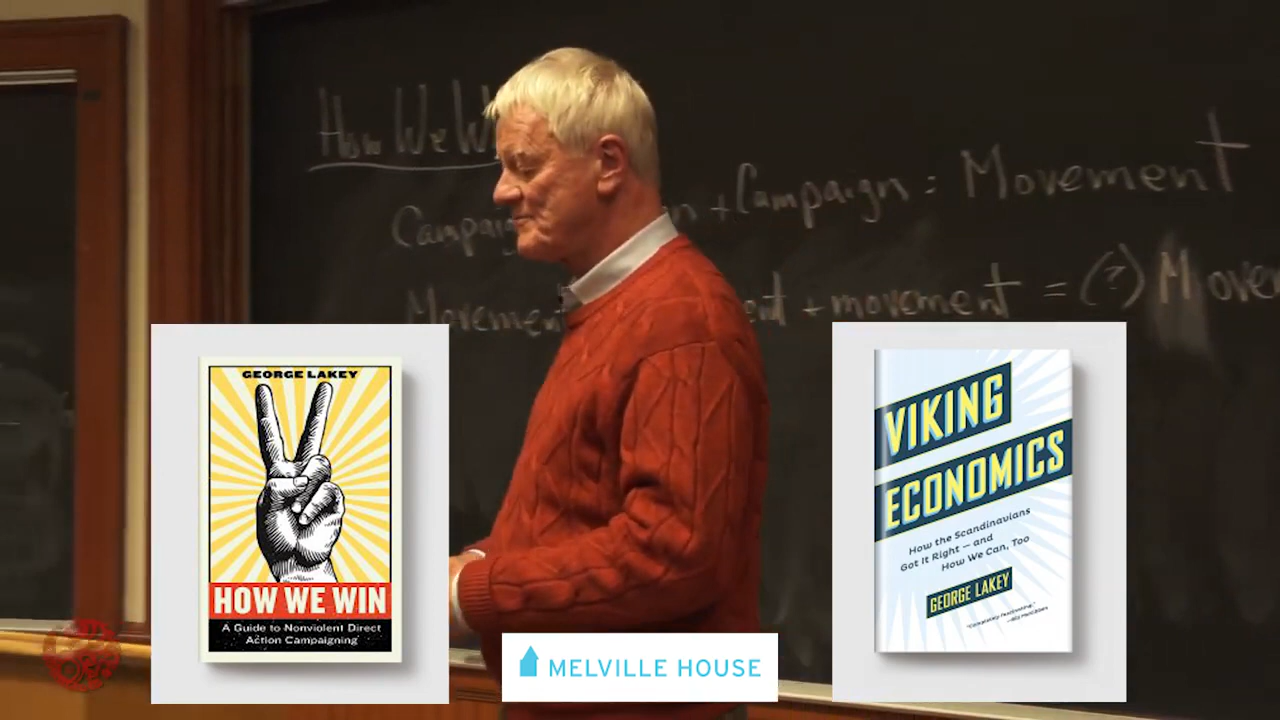 How We W
Campaig n + Campaign : Movement
Movement ent + movement = (?) Move
GEORGE LAKEY
HOW WE WIN
A Guide to Nonviolent Direct
Action Campaigning
VIKING
ECONOMICS
How the Scandinavians
Got It Right — and
How We Can, Too
GEORGE LAKEY
MELVILLE HOUSE